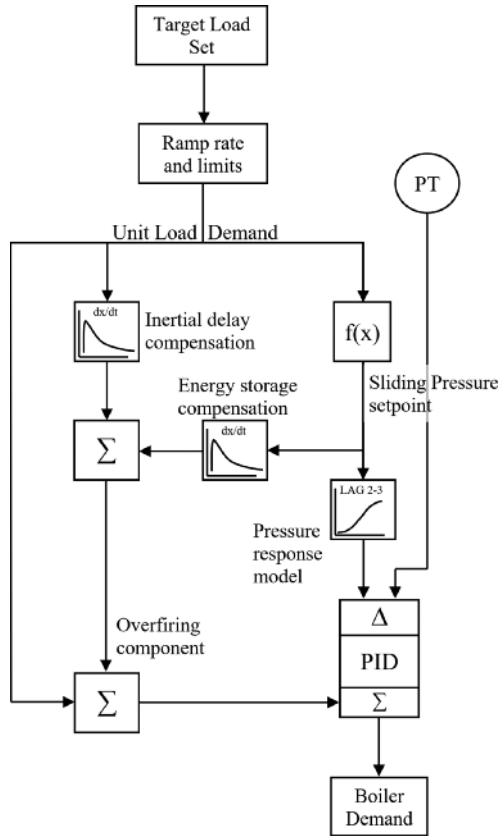 Target Load
Set
Ramp rate
and limits
PT
Unit Load Demand
dx/dt
Inertial delay
compensation
f(x)
Energy storage
compensation
Sliding Pressure
setpoint
Σ
dx/dt
LAG 2-3
Pressure
response
model
Overfiring
component
Δ
PID
Σ
Σ
Boiler
Demand